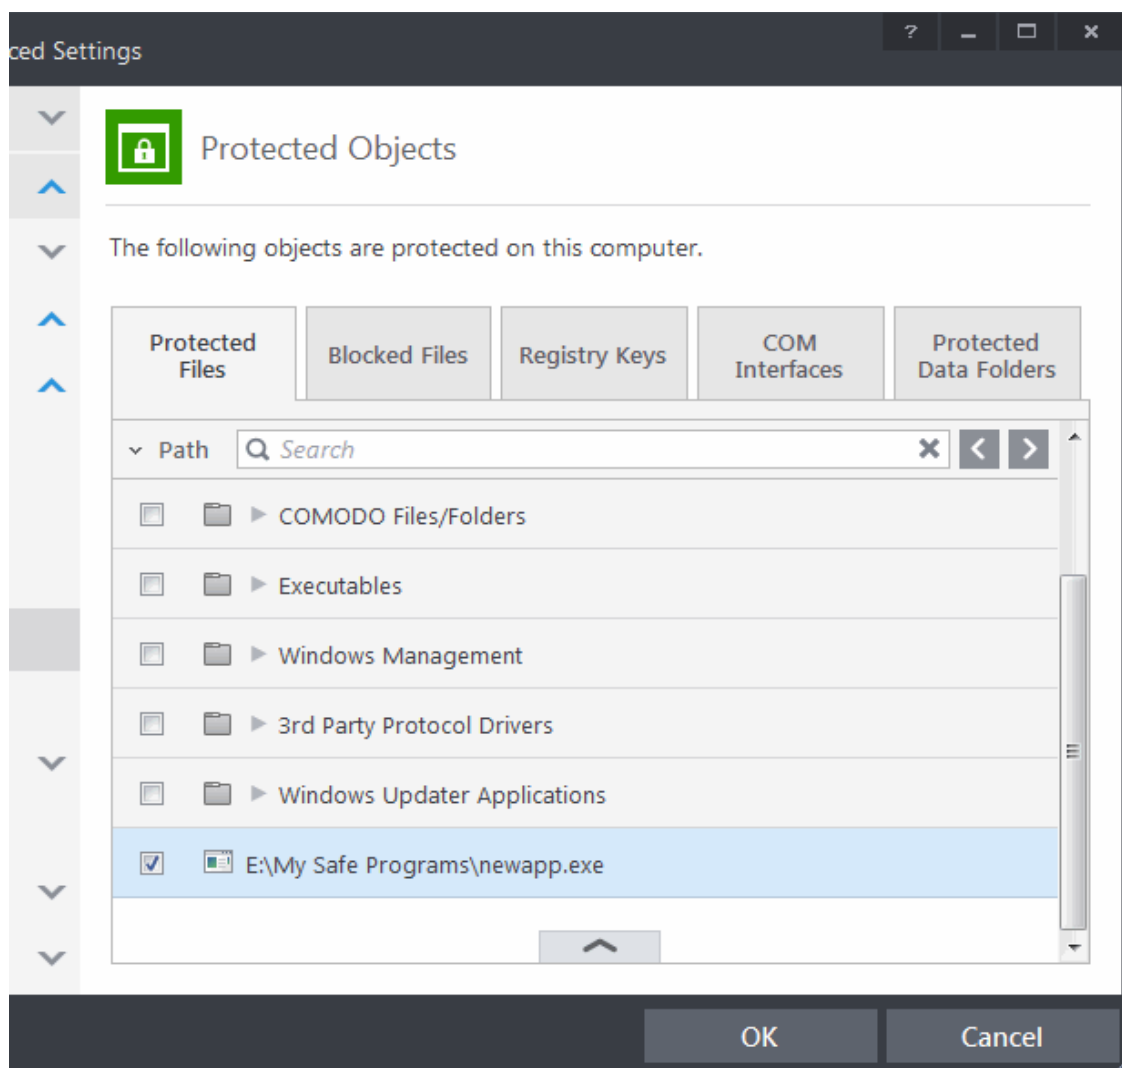 ced Settings
?
Protected Objects
The following objects are protected on this computer.
Protected
Files
Blocked Files
Registry Keys
COM
Interfaces
Protected
Data Folders
Path
Search
COMODO Files/Folders
Executables
Windows Management
3rd Party Protocol Drivers
Windows Updater Applications
E:\My Safe Programs\newapp.exe
OK
Cancel